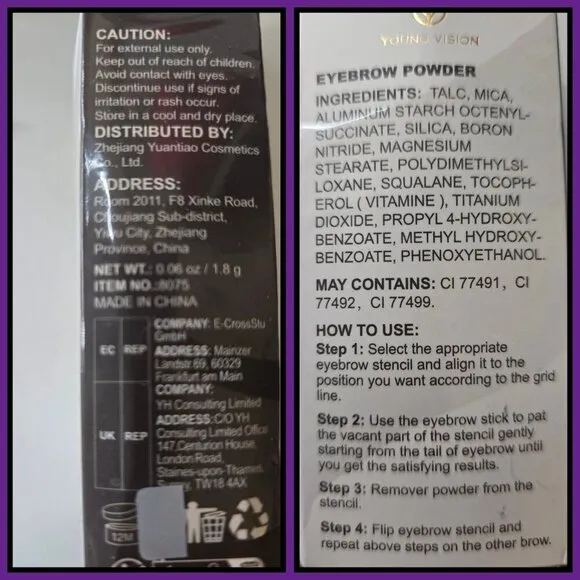 CAUTION:
For external use only.
Keep out of reach of children.
Avoid contact with eyes.
Discontinue use if signs of
irritation or rash occur.
Store in a cool and dry place.
DISTRIBUTED BY:
Zhejiang Yuantiao Cosmetics
Co., Ltd.
ADDRESS:
Room 2011, F8 Xinke Road,
Choujiang Sub-district,
Yiwu City, Zhejiang
Province, China
NET WT.: 0.06 oz / 1.8 g
ITEM NO.:8075
MADE IN CHINA
EC REP
COMPANY: E-CrossStu
GmbH
ADDRESS: Mainzer
Landstr.69, 60329
Frankfurt am Main
UK REP
COMPANY:
YH Consulting Limited
ADDRESS:C/O YH
Consulting Limited Office
147 Centurion House,
London Road,
Staines-upon-Thames
Surrey, TW18 4AX
12M
YOUNG VISION
EYEBROW POWDER
INGREDIENTS: TALC, MICA,
ALUMINUM STARCH OCTENYL-
SUCCINATE, SILICA, BORON
NITRIDE, MAGNESIUM
STEARATE, POLYDIMETHYLSI-
LOXANE, SQUALANE, TOCOPH-
EROL ( VITAMINE ), TITANIUM
DIOXIDE, PROPYL 4-HYDROXY-
BENZOATE, METHYL HYDROXY-
BENZOATE, PHENOXYETHANOL.
MAY CONTAINS: CI 77491, CI
77492, CI 77499.
HOW TO USE:
Step 1: Select the appropriate
eyebrow stencil and align it to the
position you want according to the grid
line.
Step 2: Use the eyebrow stick to pat
the vacant part of the stencil gently
starting from the tail of eyebrow until
you get the satisfying results.
Step 3: Remover powder from the
stencil.
Step 4: Flip eyebrow stencil and
repeat above steps on the other brow.